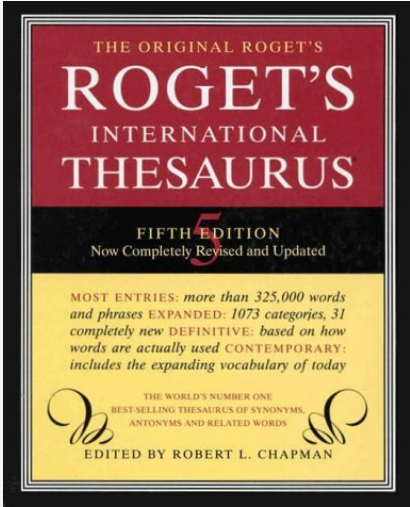 THE ORIGINAL ROGET'S
ROGET'S
INTERNATIONAL
THESAURUS®
5
FIFTH EDITION
Now Completely Revised and Updated
MOST ENTRIES: more than 325,000 words
and phrases EXPANDED: 1073 categories, 31
completely new DEFINITIVE: based on how
words are actually used CONTEMPORARY:
includes the expanding vocabulary of today
THE WORLD'S NUMBER ONE
BEST-SELLING THESAURUS OF SYNONYMS,
ANTONYMS AND RELATED WORDS
EDITED BY ROBERT L. CHAPMAN